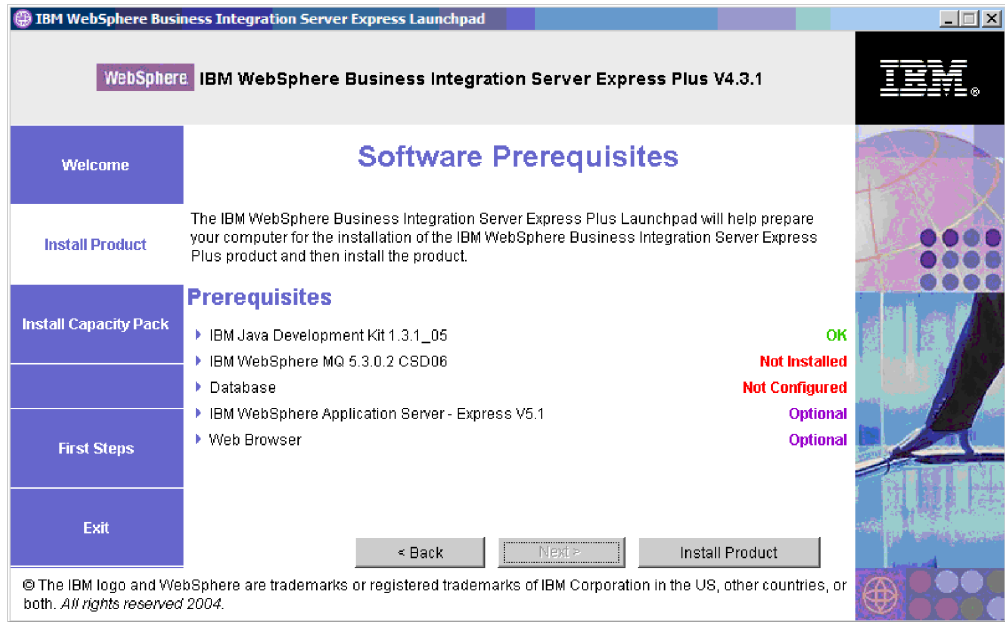 IBM WebSphere Business Integration Server Express Launchpad
WebSphere IBM WebSphere Business Integration Server Express Plus V4.3.1
IBM®
Welcome
Install Product
Install Capacity Pack
First Steps
Exit
Software Prerequisites
The IBM WebSphere Business Integration Server Express Plus Launchpad will help prepare
your computer for the installation of the IBM WebSphere Business Integration Server Express
Plus product and then install the product.
Prerequisites
IBM Java Development Kit 1.3.1_05 OK
IBM WebSphere MQ 5.3.0.2 CSD06 Not Installed
Database Not Configured
IBM WebSphere Application Server - Express V5.1 Optional
Web Browser Optional
< Back Next > Install Product
© The IBM logo and WebSphere are trademarks or registered trademarks of IBM Corporation in the US, other countries, or
both. All rights reserved 2004.